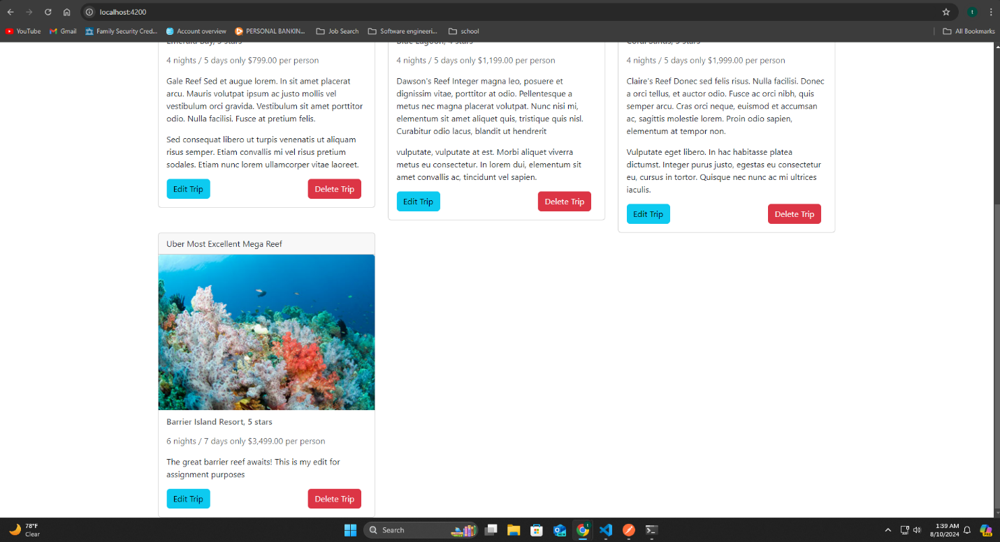 localhost:4200
t
YouTube
Gmail
Family Security Cred...
Account overview
PERSONAL BANKIN...
Job Search
Software engineeri...
school
All Bookmarks
Emerald Bay, 3 stars
4 nights / 5 days only $799.00 per person
Gale Reef Sed et augue lorem. In sit amet placerat
arcu. Mauris volutpat ipsum ac justo mollis vel
vestibulum orci gravida. Vestibulum sit amet porttitor
odio. Nulla facilisi. Fusce at pretium felis.
Sed consequat libero ut turpis venenatis ut aliquam
risus semper. Etiam convallis mi vel risus pretium
sodales. Etiam nunc lorem ullamcorper vitae laoreet.
Edit Trip
Delete Trip
Blue Lagoon, 4 stars
4 nights / 5 days only $1,199.00 per person
Dawson's Reef Integer magna leo, posuere et
dignissim vitae, porttitor at odio. Pellentesque a
metus nec magna placerat volutpat. Nunc nisi mi,
elementum sit amet aliquet quis, tristique quis nisl.
Curabitur odio lacus, blandit ut hendrerit
vulputate, vulputate at est. Morbi aliquet viverra
metus eu consectetur. In lorem dui, elementum sit
amet convallis ac, tincidunt vel sapien.
Edit Trip
Delete Trip
Coral Sands, 5 stars
4 nights / 5 days only $1,999.00 per person
Claire's Reef Donec sed felis risus. Nulla facilisi. Donec
a orci tellus, et auctor odio. Fusce ac orci nibh, quis
semper arcu. Cras orci neque, euismod et accumsan
ac, sagittis molestie lorem. Proin odio sapien,
elementum at tempor non.
Vulputate eget libero. In hac habitasse platea
dictumst. Integer purus justo, egestas eu consectetur
eu, cursus in tortor. Quisque nec nunc ac mi ultrices
iaculis.
Edit Trip
Delete Trip
Uber Most Excellent Mega Reef
Barrier Island Resort, 5 stars
6 nights / 7 days only $3,499.00 per person
The great barrier reef awaits! This is my edit for
assignment purposes
Edit Trip
Delete Trip
78°F
Clear
Search
NEW
t
1:39 AM
8/10/2024
PRE